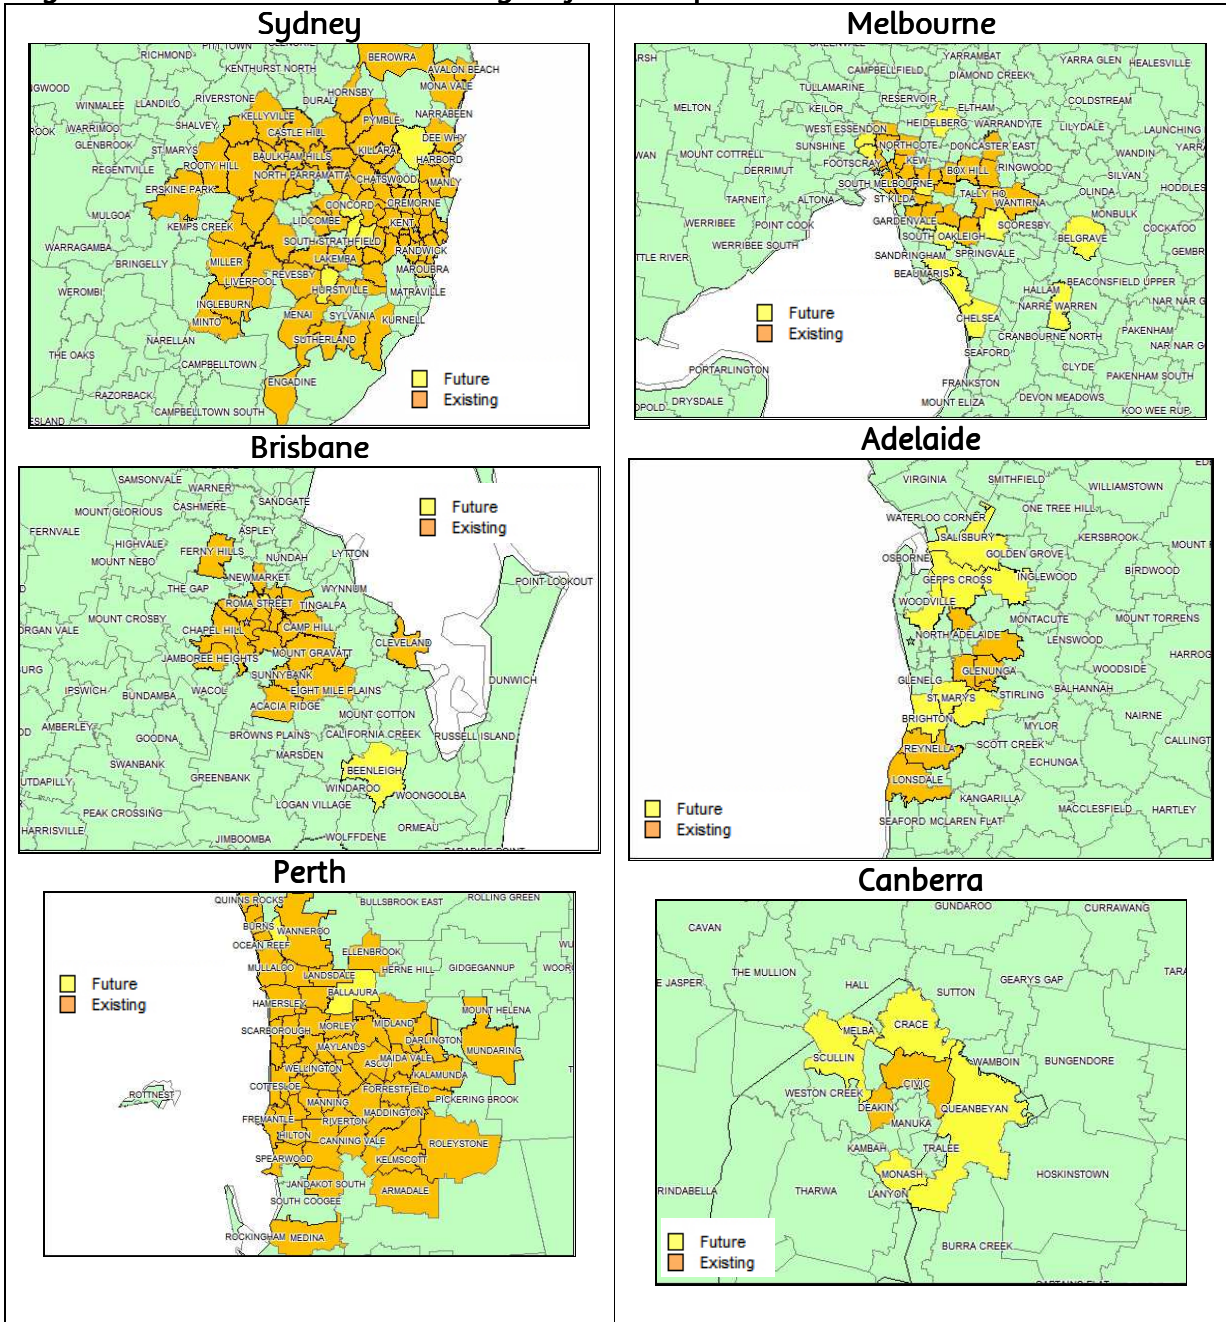 Sydney
PITT TOWN
GLENORIE
RICHMOND
KENTHURST NORTH
BEROWRA
AVALON BEACH
MONA VALE
WINMALEE
LLANDILO
RIVERSTONE
DURAL
HORNSBY
NARRABEEN
KELLYVILLE
PYMBLE
WARRIMOO
SHALVEY
CASTLE HILL
DEE WHY
GLENBROOK
ST MARYS
BAULKHAM HILLS
KILLARA
HARBORD
REGENTVILLE
ROOTY HILL
NORTH PARRAMATTA
CHATSWOOD
MANLY
ERSKINE PARK
CONCORD
CREMORNE
MULGOA
KEMPS CREEK
LIDCOMBE
KENT
WARRAGAMBA
SOUTH STRATHFIELD
RANDWICK
BRINGELLY
MILLER
LAKEMBA
MAROUBRA
LIVERPOOL
REVESBY
WEROMBI
HURSTVILLE
MATRAVILLE
INGLEBURN
MENAI
SYLVANIA
KURNELL
MINTO
NARELLAN
SUTHERLAND
THE OAKS
CAMPBELLTOWN
ENGADINE
RAZORBACK
CAMPBELLTOWN SOUTH
Future
Existing
Melbourne
YARRAMBAT
YARRA GLEN
HEALESVILLE
CAMPBELLFIELD
DIAMOND CREEK
TULLAMARINE
MELTON
KEILOR
RESERVOIR
ELTHAM
COLDSTREAM
WEST ESSENDON
HEIDELBERG
WARRANDYTE
LILYDALE
LAUNCHING
SUNSHINE
NORTHCOTE
DONCASTER EAST
MOUNT COTTRELL
FOOTSCRAY
KEW
WANDIN
DERRIMUT
BOX HILL
RINGWOOD
SILVAN
SOUTH MELBOURNE
TARNEIT
ALTONA
ST KILDA
TALLY HO
WANTIRNA
OLINDA
HODDLES
WERRIBEE
POINT COOK
GARDENVALE
SCORESBY
MONBULK
COCKATOO
WERRIBEE SOUTH
SOUTH OAKLEIGH
BELGRAVE
TTLE RIVER
SANDRINGHAM
SPRINGVALE
GEMBR
BEAUMARIS
BEACONSFIELD UPPER
HALLAM
NARRE WARREN
NAR NAR G
CHELSEA
CRANBOURNE NORTH
PAKENHAM
SEAFORD
NAR NAR G
PORTARLINGTON
CLYDE
PAKENHAM SOUTH
FRANKSTON
DRYSDALE
MOUNT ELIZA
DEVON MEADOWS
KOO WEE RUP
Future
Existing
Brisbane
SAMSONVALE
WARNER
SANDGATE
MOUNT GLORIOUS
CASHMERE
FERNVALE
ASPLEY
HIGHVALE
FERNY HILLS
NUNDAH
LYTTON
MOUNT NEBO
NEWMARKET
POINT LOOKOUT
THE GAP
WYNNUM
ROMA STREET
TINGALPA
MOUNT CROSBY
CHAPEL HILL
CAMP HILL
CLEVELAND
JAMBOREE HEIGHTS
MOUNT GRAVATT
SUNNYBANK
DUNWICH
IPSWICH
BUNDAMBA
WACOL
EIGHT MILE PLAINS
ACACIA RIDGE
MOUNT COTTON
AMBERLEY
GOODNA
BROWNS PLAINS
CALIFORNIA CREEK
RUSSELL ISLAND
MARSDEN
SWANBANK
GREENBANK
BEENLEIGH
WINDAROO
WOONGOOLBA
LOGAN VILLAGE
PEAK CROSSING
HARRISVILLE
JIMBOOMBA
WOLFFDENE
ORMEAU
Future
Existing
Adelaide
VIRGINIA
SMITHFIELD
WILLIAMSTOWN
WATERLOO CORNER
ONE TREE HILL
SALISBURY
KERSBROOK
OSBORNE
GOLDEN GROVE
GEPPS CROSS
INGLEWOOD
BIRDWOOD
WOODVILLE
MONTACUTE
MOUNT TORRENS
NORTH ADELAIDE
LENSWOOD
HARROG
GLENUNGA
WOODSIDE
GLENELG
ST MARYS
STIRLING
BALHANNAH
BRIGHTON
MYLOR
NAIRNE
REYNELLA
SCOTT CREEK
CALLINGT
ECHUNGA
LONSDALE
KANGARILLA
MACCLESFIELD
HARTLEY
SEAFORD
MCLAREN FLAT
Future
Existing
Perth
QUINNS ROCKS
BULLSBROOK EAST
ROLLING GREEN
BURNS
WANNEROO
OCEAN REEF
ELLENBROOK
MULLALOO
LANDSDALE
HERNE HILL
GIDGEGANNUP
BALLAJURA
HAMERSLEY
MOUNT HELENA
SCARBOROUGH
MORLEY
MIDLAND
MAYLANDS
DARLINGTON
MUNDARING
WELLINGTON
ASCOT
MAIDA VALE
KALAMUNDA
COTTESLOE
FORRESTFIELD
PICKERING BROOK
ROTTNEST
MANNING
MADDINGTON
FREMANTLE
RIVERTON
HILTON
CANNING VALE
ROLEYSTONE
SPEARWOOD
KELMSCOTT
JANDAKOT SOUTH
ARMADALE
SOUTH COOGEE
ROCKINGHAM
MEDINA
Future
Existing
Canberra
GUNDAROO
CURRAWANG
CAVAN
THE MULLION
GEARYS GAP
E JASPER
HALL
SUTTON
MELBA
CRACE
SCULLIN
WAMBOIN
BUNGENDORE
CIVIC
WESTON CREEK
DEAKIN
QUEANBEYAN
MANUKA
KAMBAH
TRALEE
MONASH
HOSKINSTOWN
RINDABELLA
THARWA
LANYON
BURRA CREEK
Future
Existing